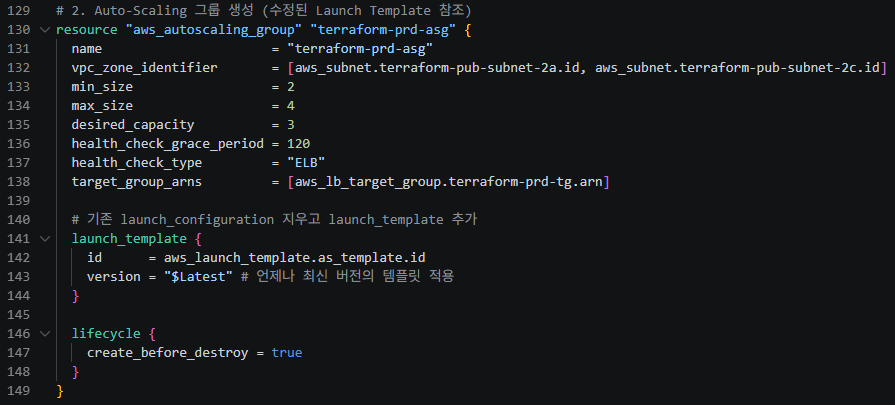 129 # 2. Auto-Scaling 그룹 생성 (수정된 Launch Template 참조)
130 resource "aws_autoscaling_group" "terraform-prd-asg" {
131   name                      = "terraform-prd-asg"
132   vpc_zone_identifier       = [aws_subnet.terraform-pub-subnet-2a.id, aws_subnet.terraform-pub-subnet-2c.id]
133   min_size                  = 2
134   max_size                  = 4
135   desired_capacity          = 3
136   health_check_grace_period = 120
137   health_check_type         = "ELB"
138   target_group_arns         = [aws_lb_target_group.terraform-prd-tg.arn]
139
140   # 기존 launch_configuration 지우고 launch_template 추가
141   launch_template {
142     id      = aws_launch_template.as_template.id
143     version = "$Latest" # 언제나 최신 버전의 템플릿 적용
144   }
145
146   lifecycle {
147     create_before_destroy = true
148   }
149 }